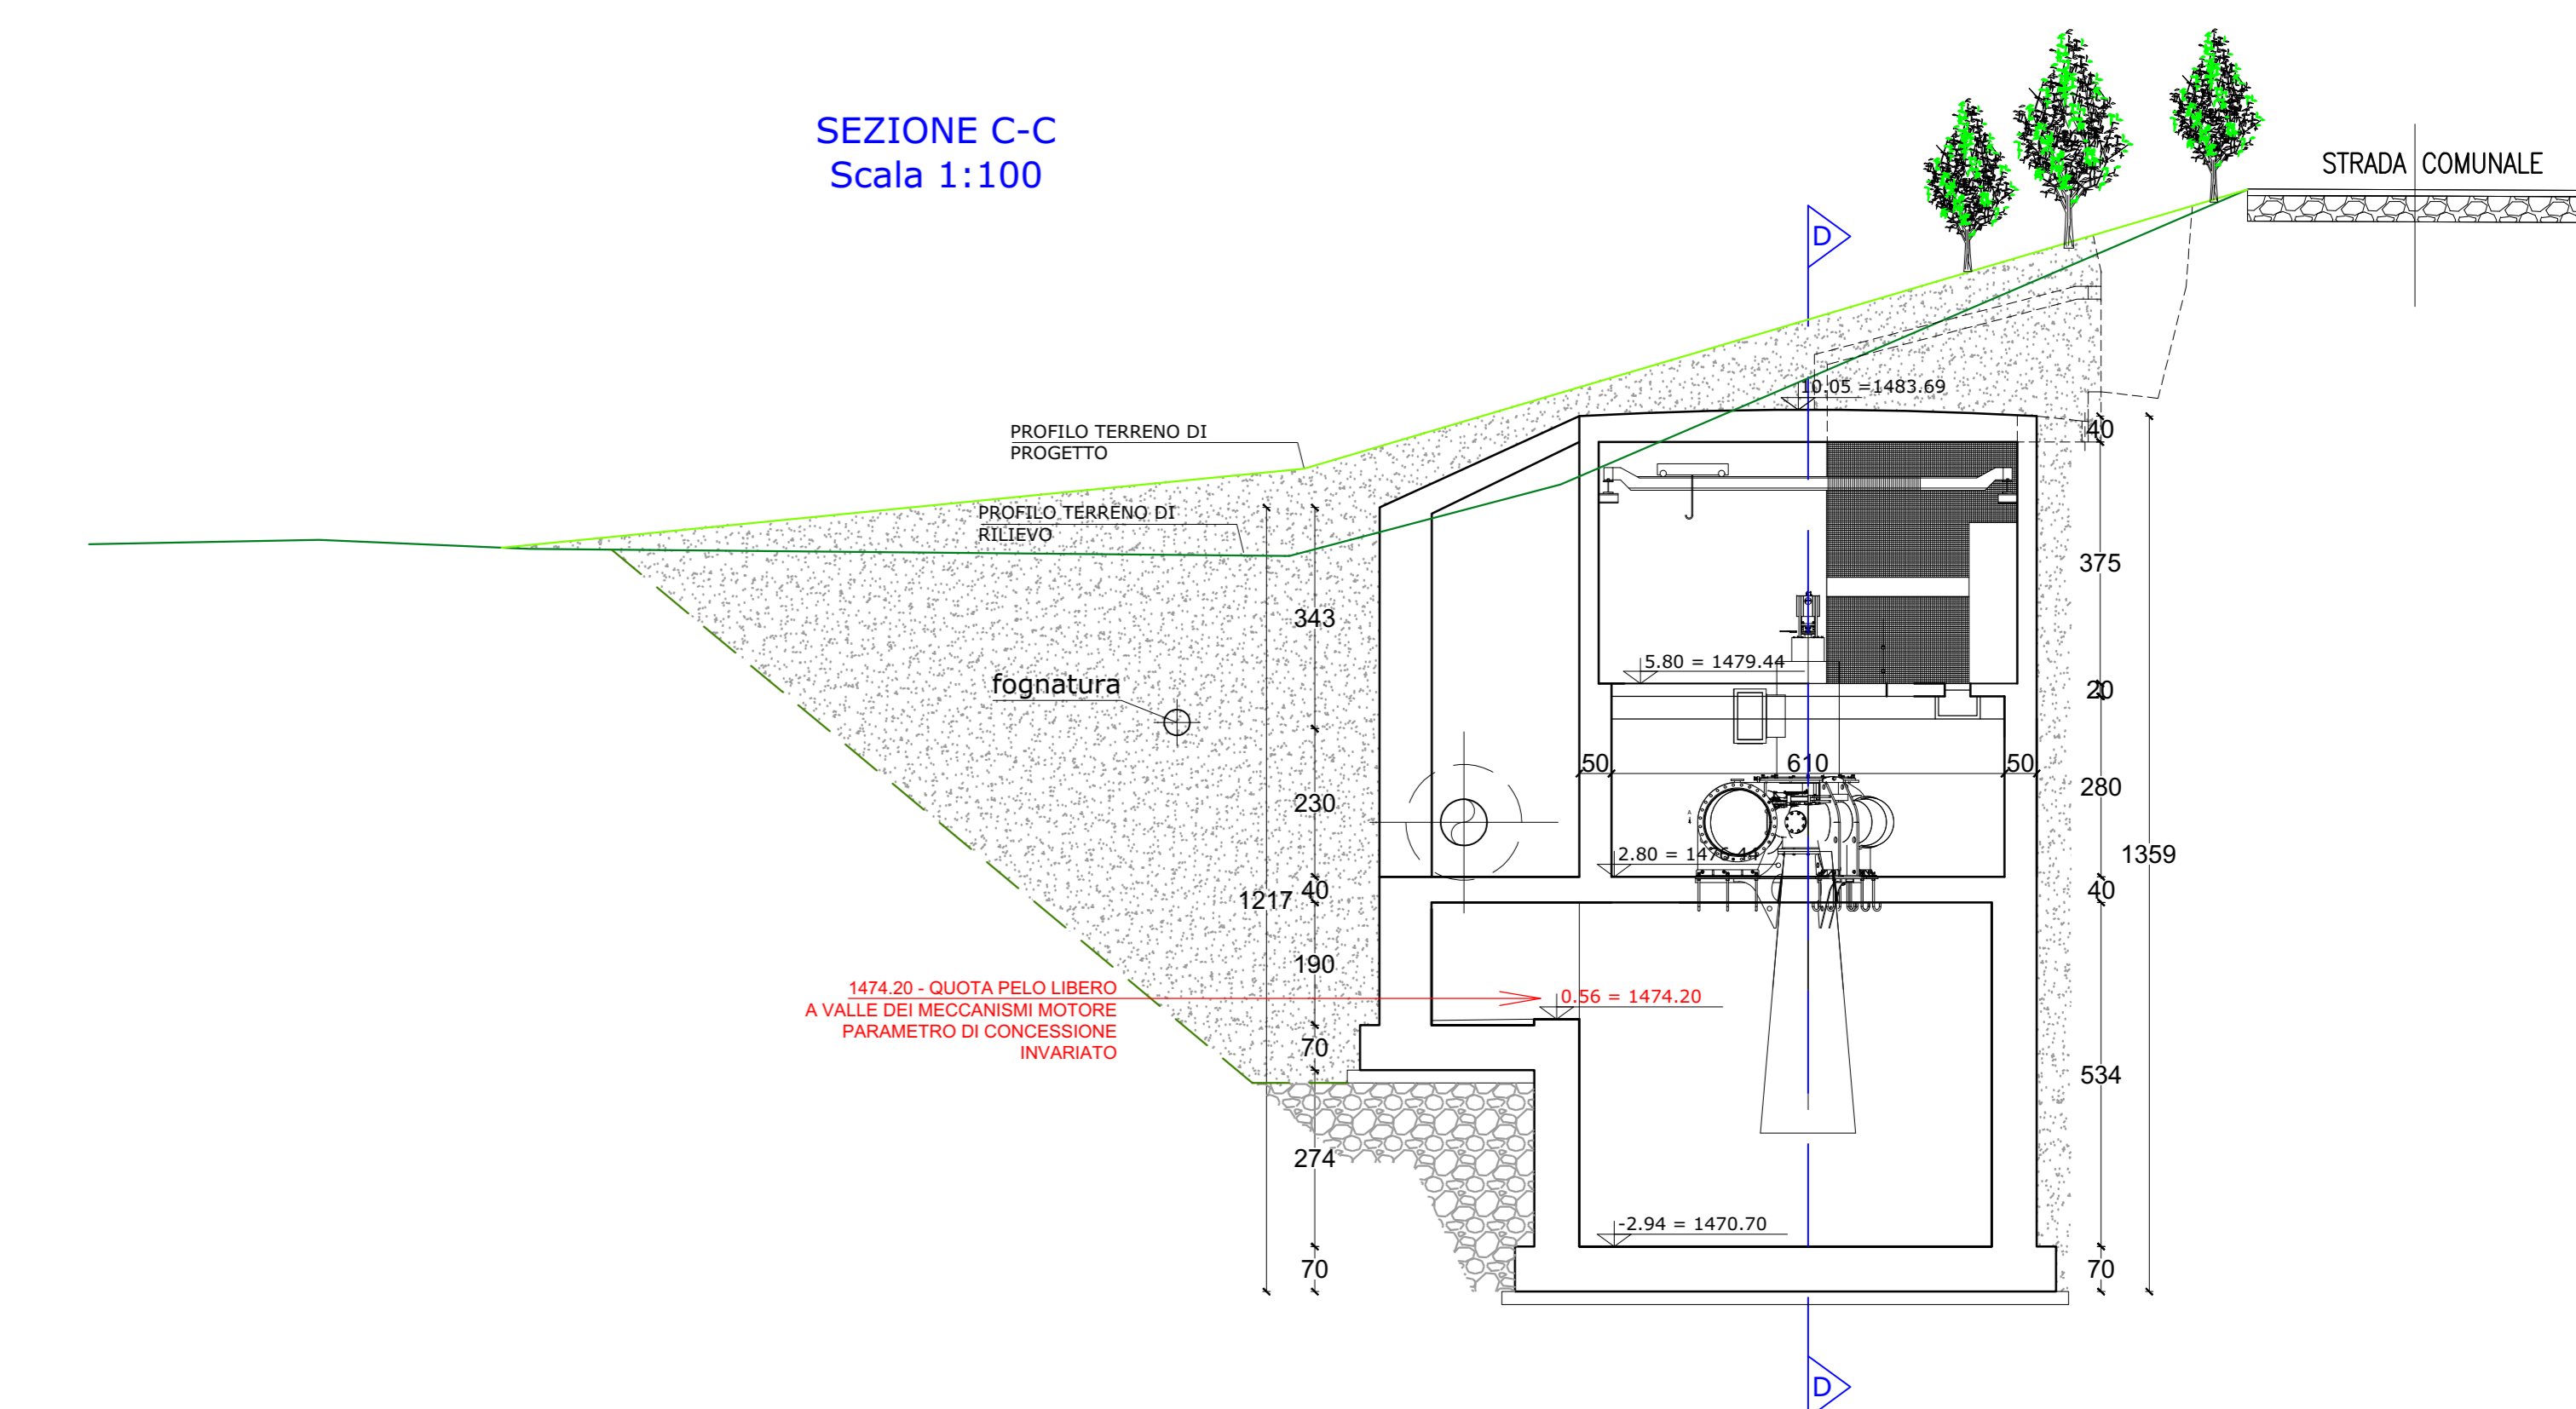 SEZIONE C-C
Scala 1:100
STRADA COMUNALE
D
10.05 =1483.69
PROFILO TERRENO DI
PROGETTO
40
PROFILO TERRENO DI
RILIEVO
375
343
5.80 = 1479.44
fognatura
20
50
610
50
280
230
2.80 = 1476.44
1359
1217
40
40
190
1474.20 - QUOTA PELO LIBERO
A VALLE DEI MECCANISMI MOTORE
PARAMETRO DI CONCESSIONE
INVARIATO
0.56 = 1474.20
70
534
274
-2.94 = 1470.70
70
70
D